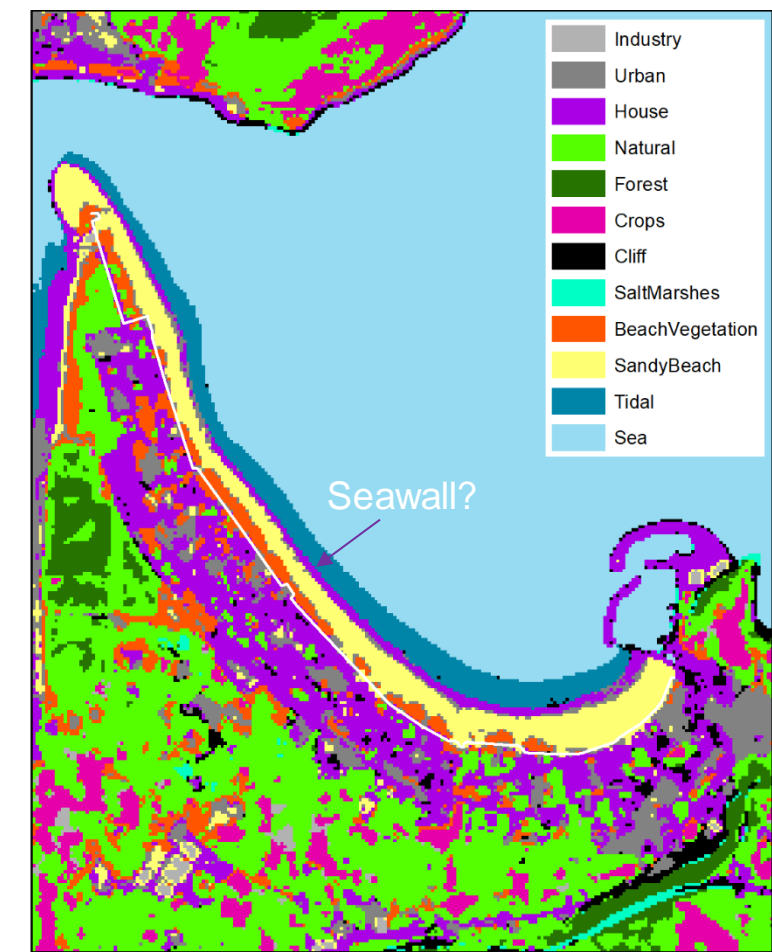 Industry
Urban
House
Natural
Forest
Crops
Cliff
SaltMarshes
BeachVegetation
SandyBeach
Tidal
Sea
Seawall?